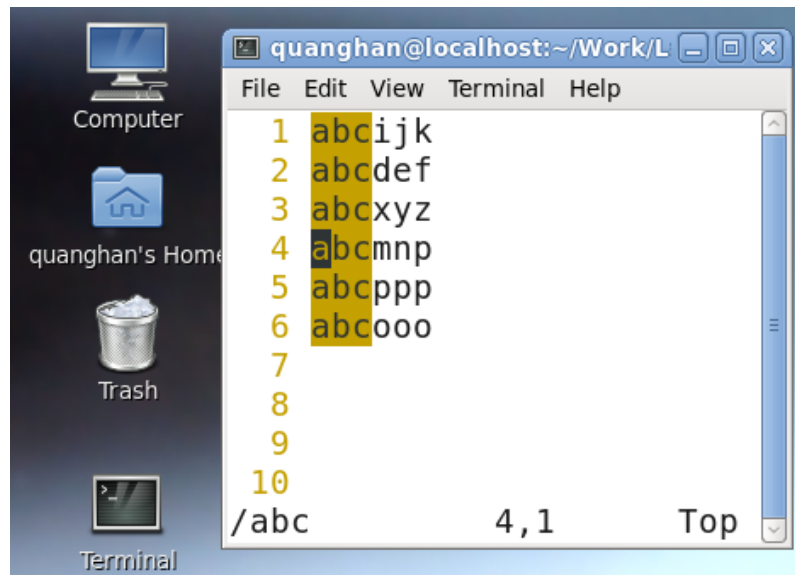 Computer
quanghan's Home
Trash
Terminal
quanghan@localhost:~/Work/L
File Edit View Terminal Help
1 abcijk
2 abcdef
3 abcxyz
4 abcmnp
5 abcppp
6 abcooo
7
8
9
10
/abc 4,1 Top